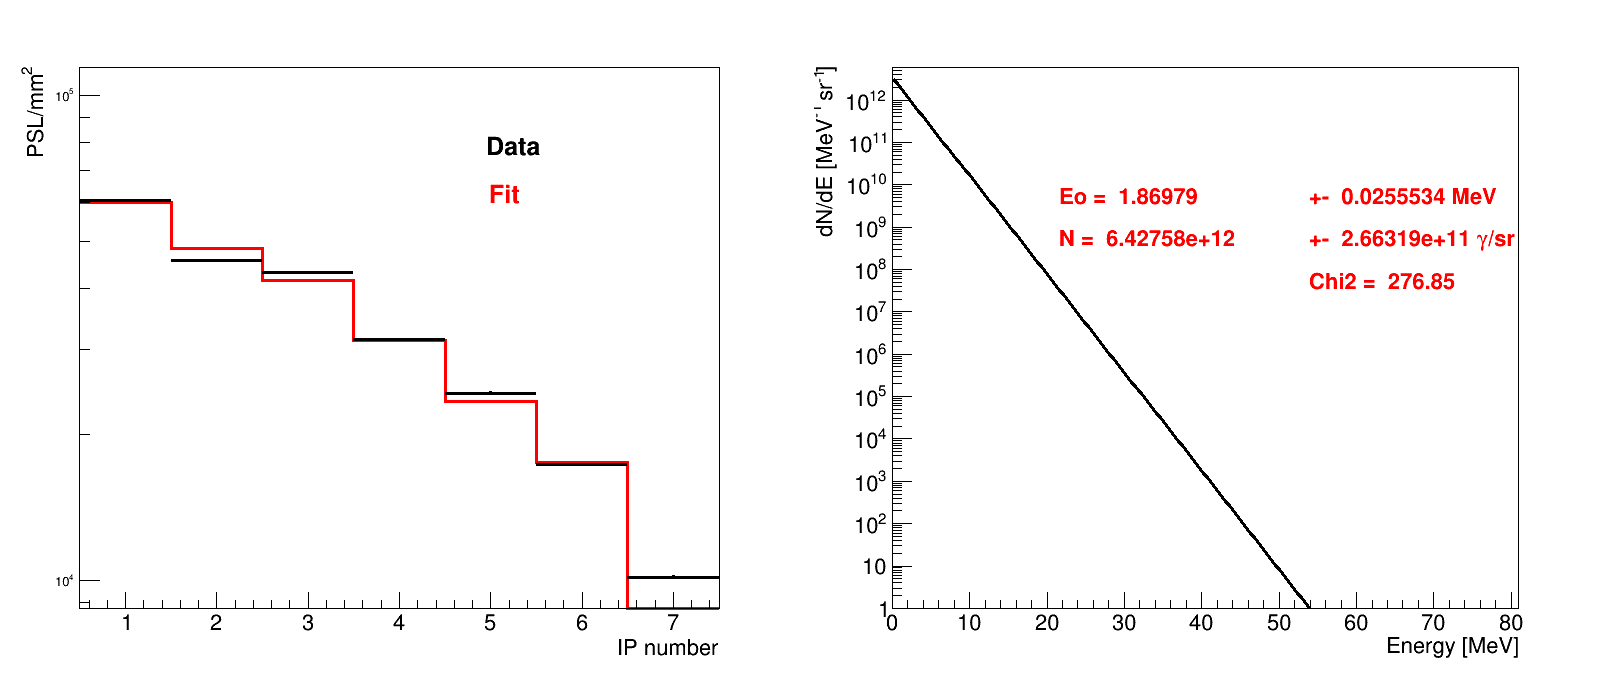 PSL/mm²
10⁵
10⁴
Data
Fit
1 2 3 4 5 6 7
IP number
dN/dE [MeV⁻¹ sr⁻¹]
10¹²
10¹¹
10¹⁰
10⁹
10⁸
10⁷
10⁶
10⁵
10⁴
10³
10²
10
1
Eo = 1.86979 +- 0.0255534 MeV
N = 6.42758e+12 +- 2.66319e+11 γ/sr
Chi2 = 276.85
0 10 20 30 40 50 60 70 80
Energy [MeV]